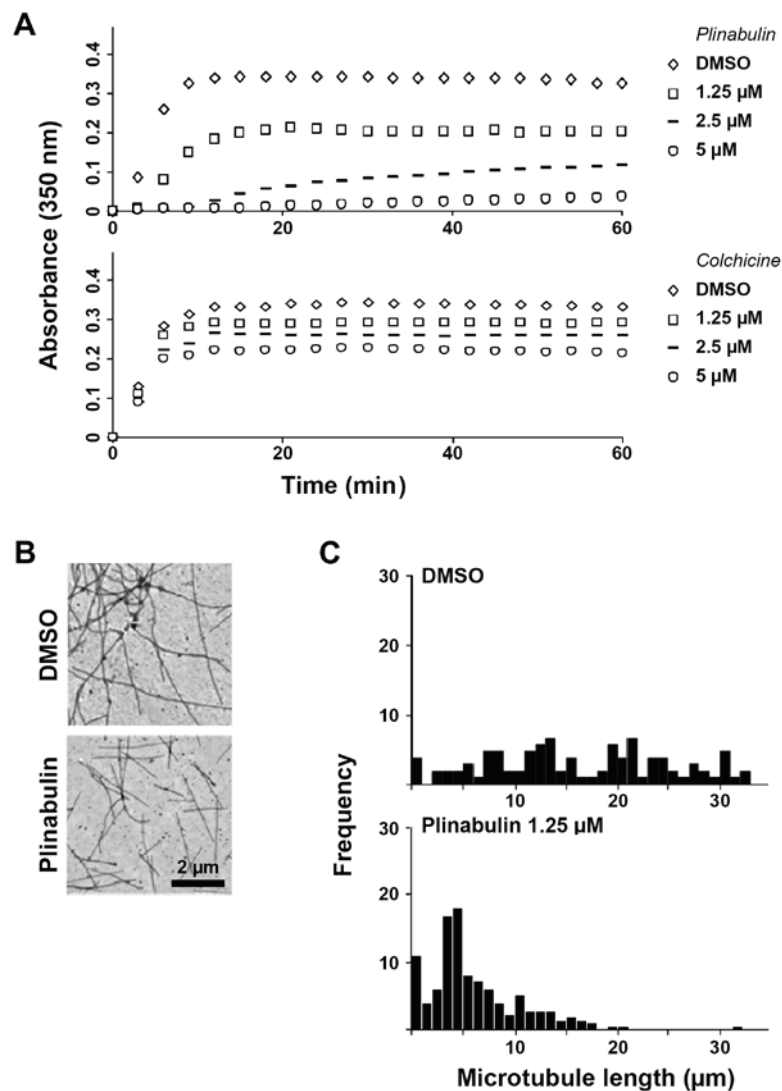 A
Absorbance (350 nm)
0.4
0.3
0.2
0.1
0
0
20
40
60
Plinabulin
DMSO
1.25 µM
2.5 µM
5 µM
0.4
0.3
0.2
0.1
0
0
20
40
60
Colchicine
DMSO
1.25 µM
2.5 µM
5 µM
Time (min)
B
DMSO
Plinabulin
2 µm
C
Frequency
DMSO
30
20
10
10
20
30
Plinabulin 1.25 µM
30
20
10
10
20
30
Microtubule length (µm)